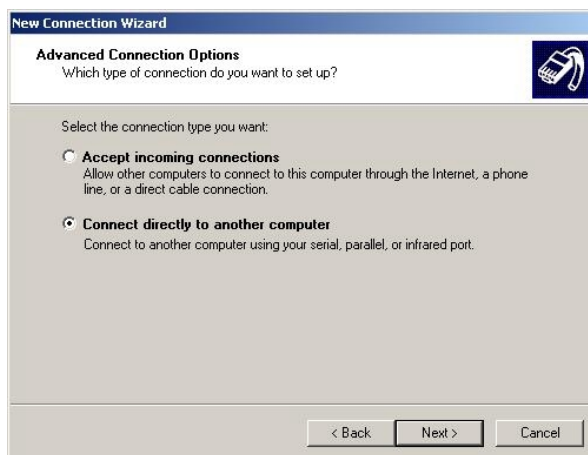 New Connection Wizard
Advanced Connection Options
Which type of connection do you want to set up?
Select the connection type you want:
Accept incoming connections
Allow other computers to connect to this computer through the Internet, a phone
line, or a direct cable connection.
Connect directly to another computer
Connect to another computer using your serial, parallel, or infrared port.
< Back
Next >
Cancel